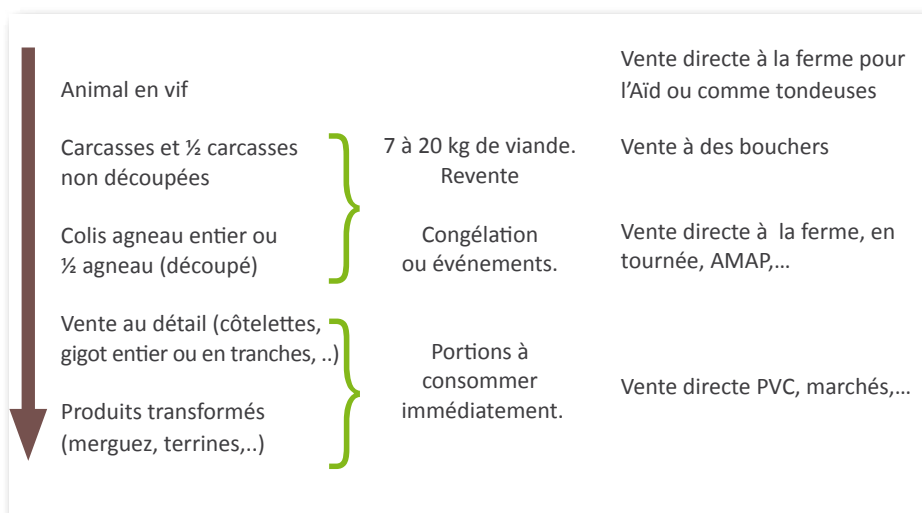 Animal en vif
Vente directe à la ferme pour
l'Aïd ou comme tondeuses
Carcasses et ½ carcasses
non découpées
7 à 20 kg de viande.
Revente
Vente à des bouchers
Colis agneau entier ou
½ agneau (découpé)
Congélation
ou événements.
Vente directe à  la ferme, en
tournée, AMAP,...
Vente au détail (côtelettes,
gigot entier ou en tranches, ..)
Produits transformés
(merguez, terrines,..)
Portions à
consommer
immédiatement.
Vente directe PVC, marchés,...